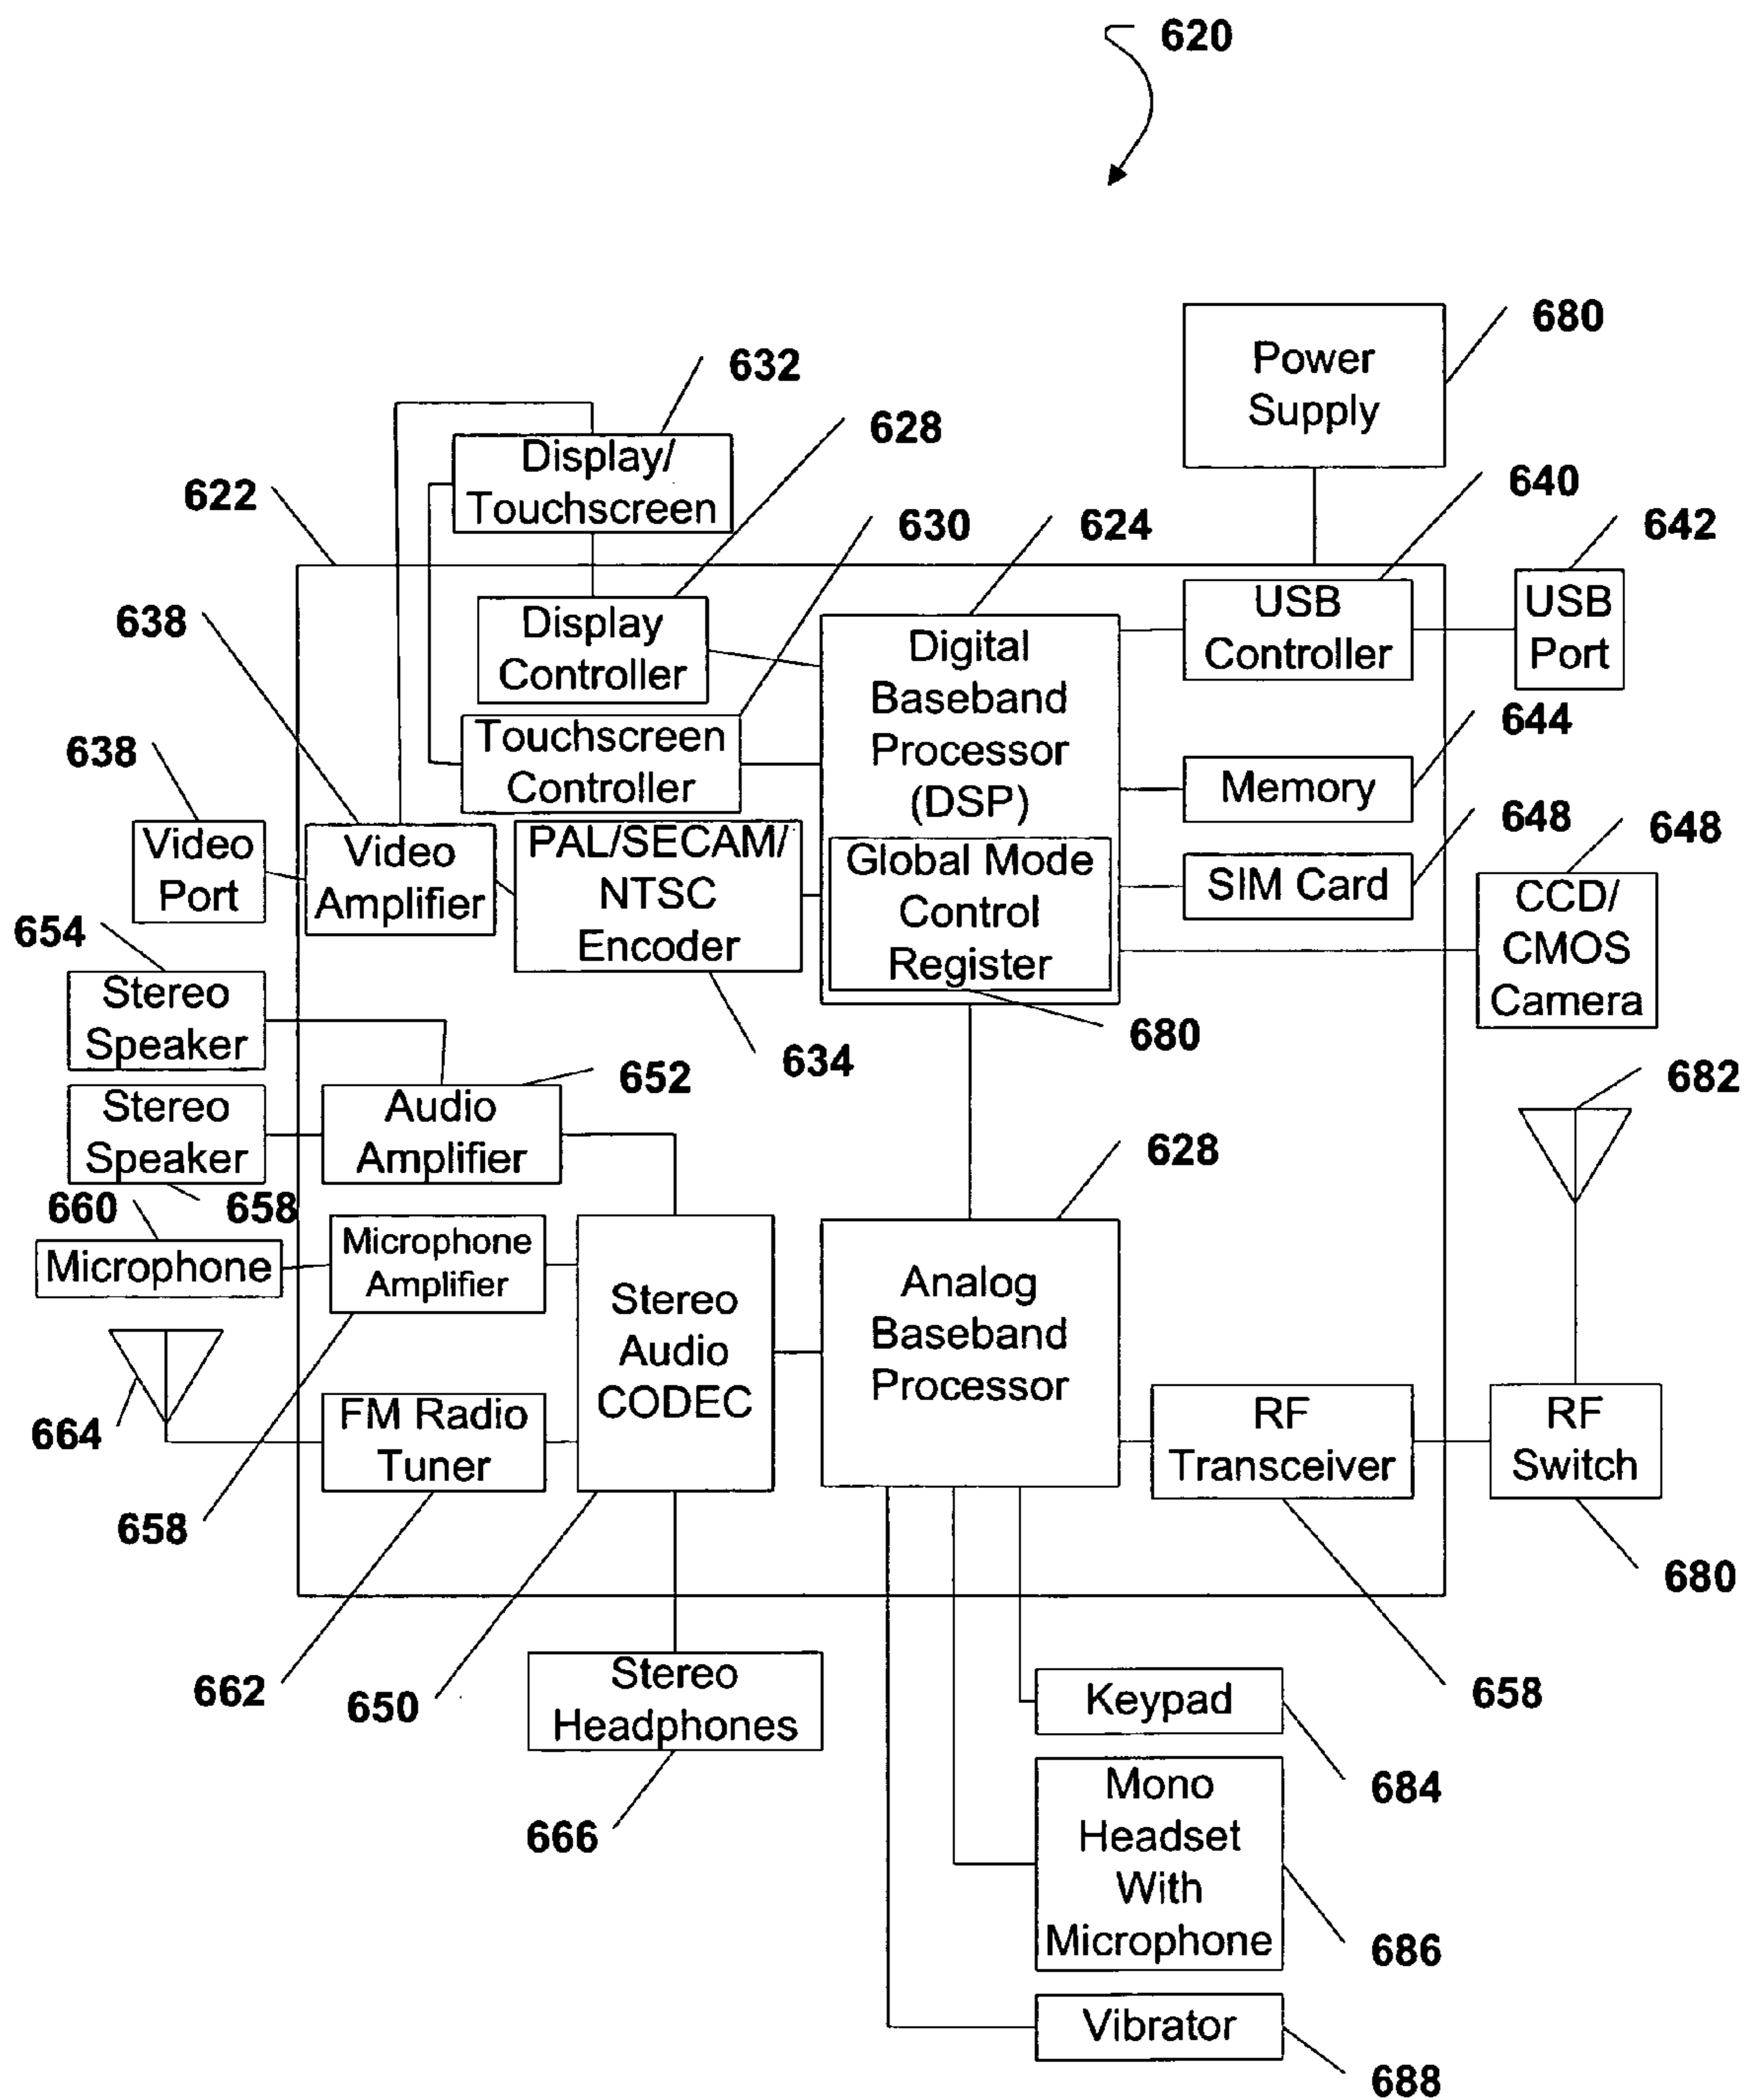 620
680
Power
Supply
632
628
Display/
Touchscreen
622
630
624
640
642
USB
Controller
USB
Port
638
Display
Controller
Digital
Baseband
Processor
(DSP)
644
638
Touchscreen
Controller
Memory
648
648
Video
Port
Video
Amplifier
PAL/SECAM/
NTSC
Encoder
Global Mode
Control
Register
SIM Card
CCD/
CMOS
Camera
654
Stereo
Speaker
634
680
652
682
Stereo
Speaker
Audio
Amplifier
628
660
658
Microphone
Microphone
Amplifier
Stereo
Audio
CODEC
Analog
Baseband
Processor
664
FM Radio
Tuner
RF
Transceiver
RF
Switch
658
680
662
650
Stereo
Headphones
Keypad
658
666
684
Mono
Headset
With
Microphone
686
Vibrator
688